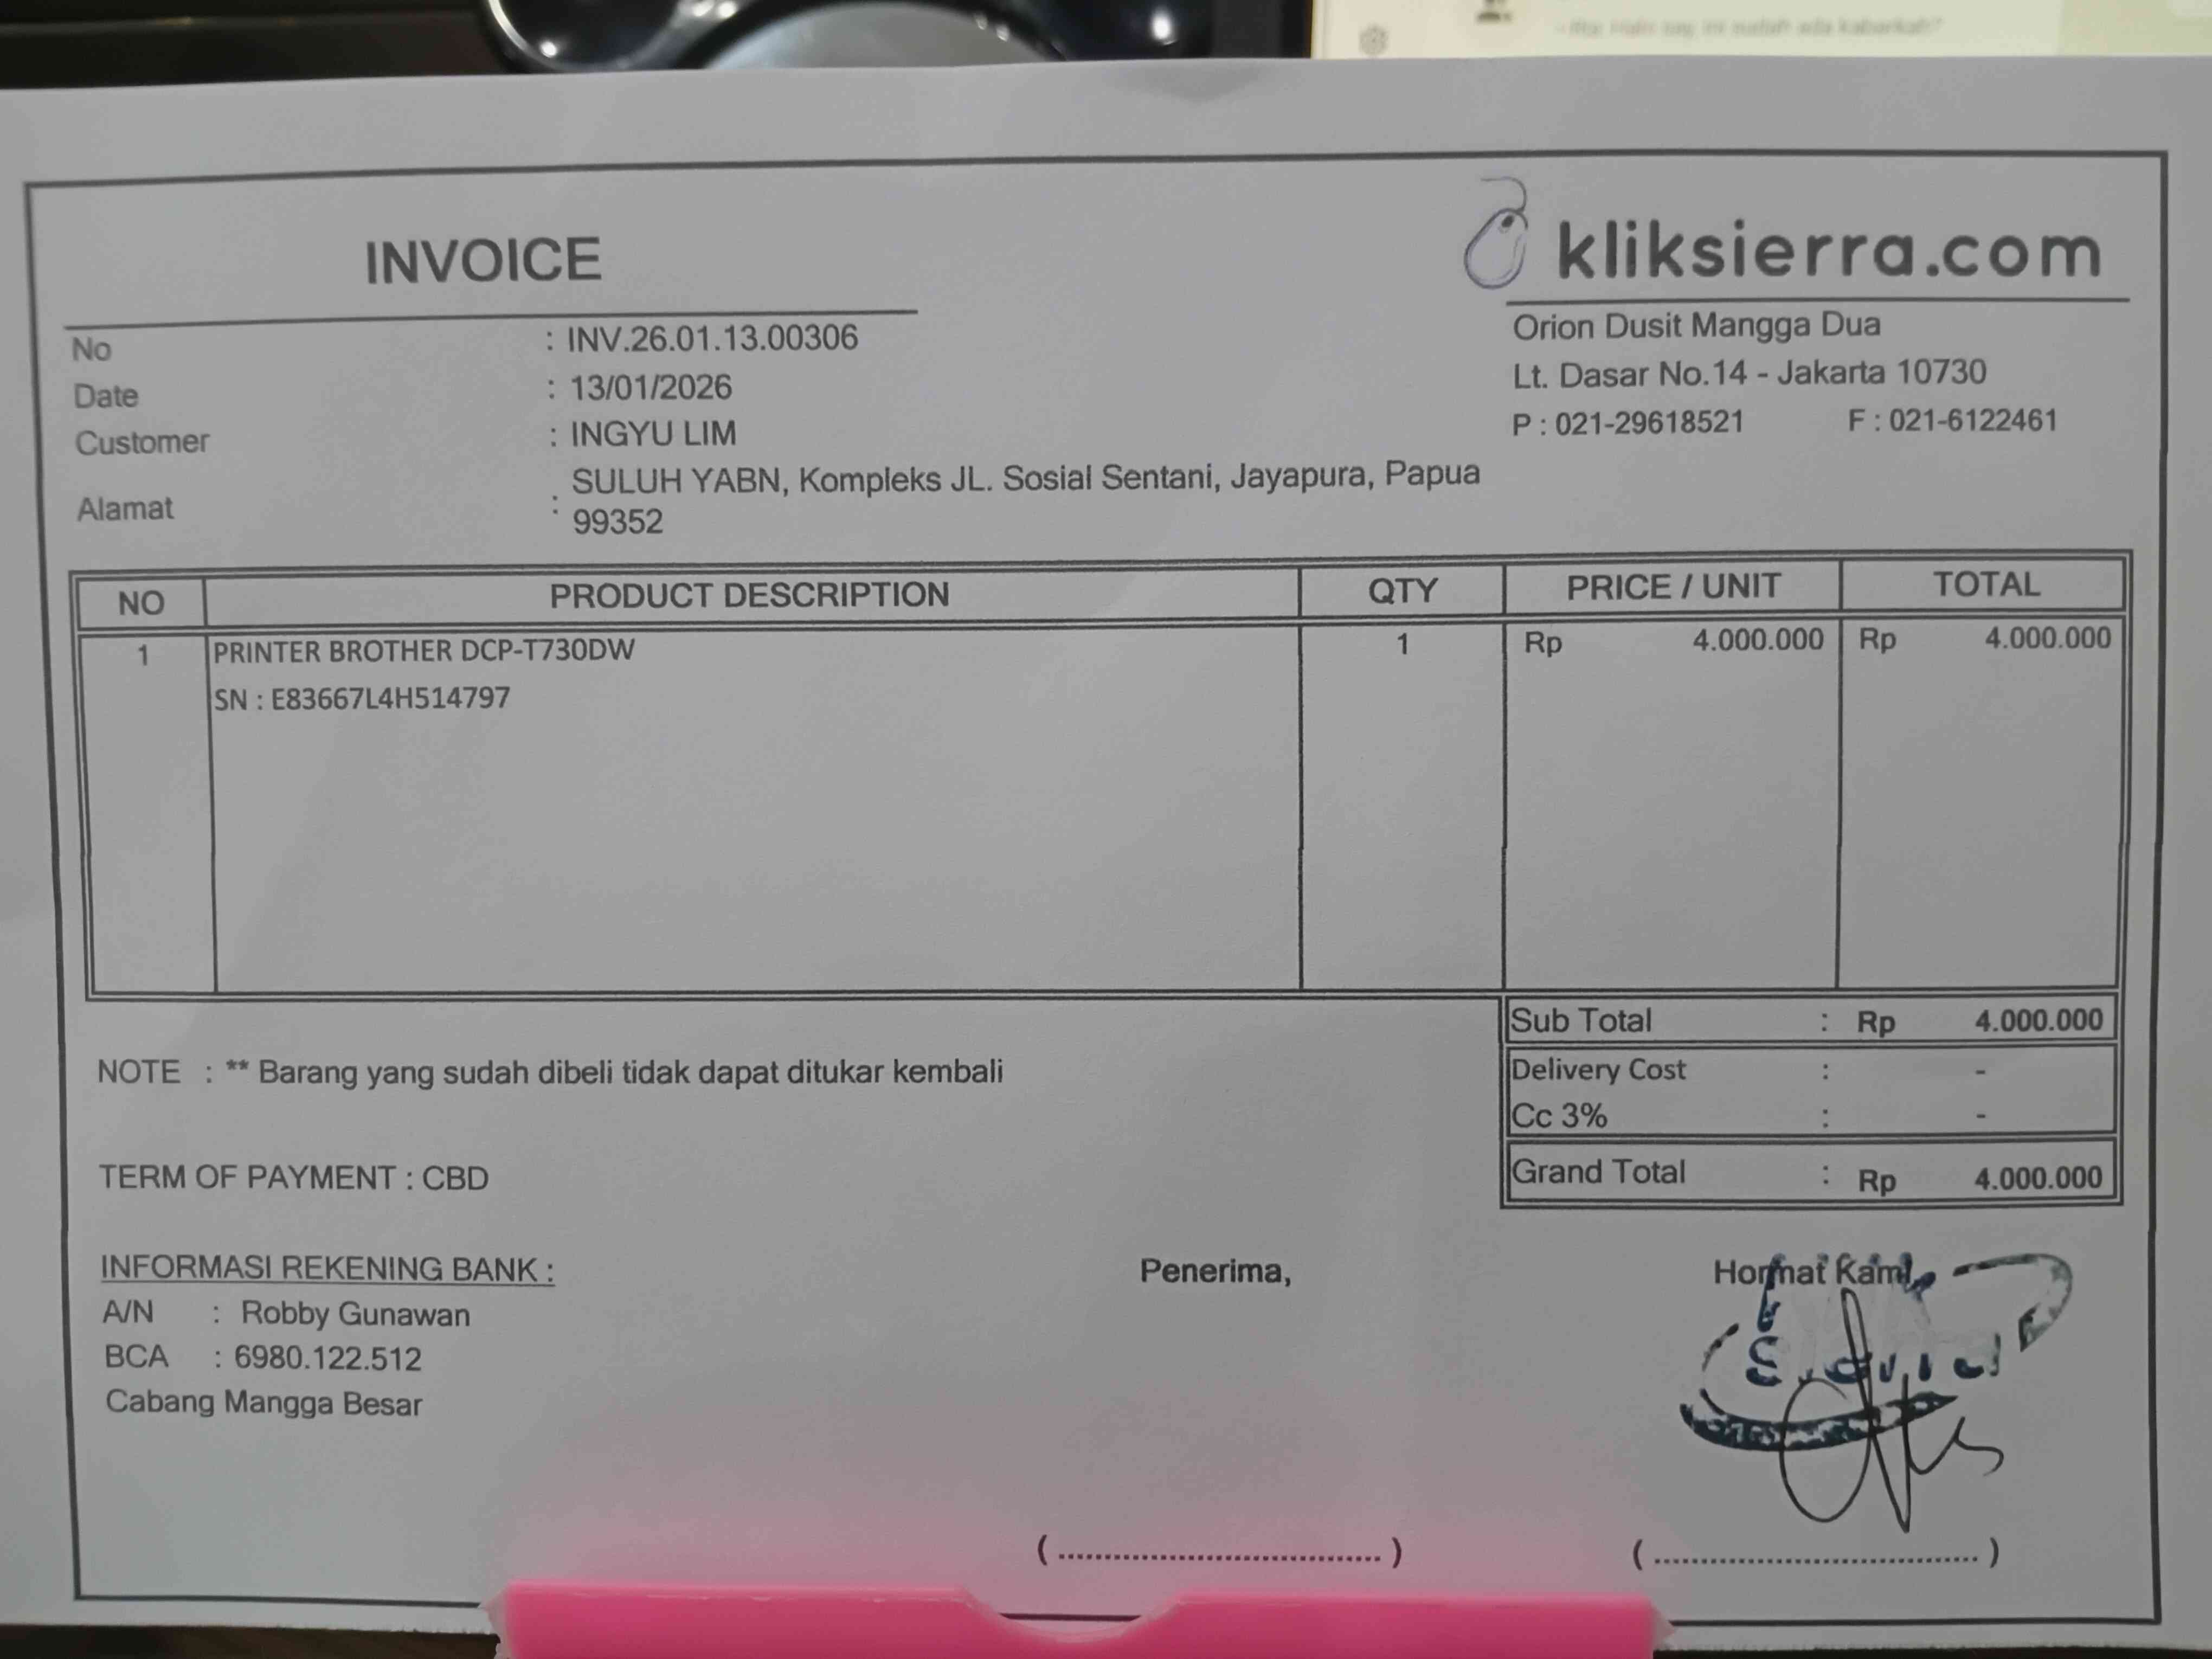 INVOICE
kliksierra.com
Orion Dusit Mangga Dua
Lt. Dasar No.14 - Jakarta 10730
P : 021-29618521 F : 021-6122461
No : INV.26.01.13.00306
Date : 13/01/2026
Customer : INGYU LIM
Alamat : SULUH YABN, Kompleks JL. Sosial Sentani, Jayapura, Papua
99352
NO PRODUCT DESCRIPTION QTY PRICE / UNIT TOTAL
1 PRINTER BROTHER DCP-T730DW 1 Rp 4.000.000 Rp 4.000.000
SN : E83667L4H514797
Sub Total : Rp 4.000.000
NOTE : ** Barang yang sudah dibeli tidak dapat ditukar kembali
Delivery Cost : -
Cc 3% : -
TERM OF PAYMENT : CBD
Grand Total : Rp 4.000.000
INFORMASI REKENING BANK :
A/N : Robby Gunawan
BCA : 6980.122.512
Cabang Mangga Besar
Penerima,
Hormat Kami,
( .................................... )
( .................................... )